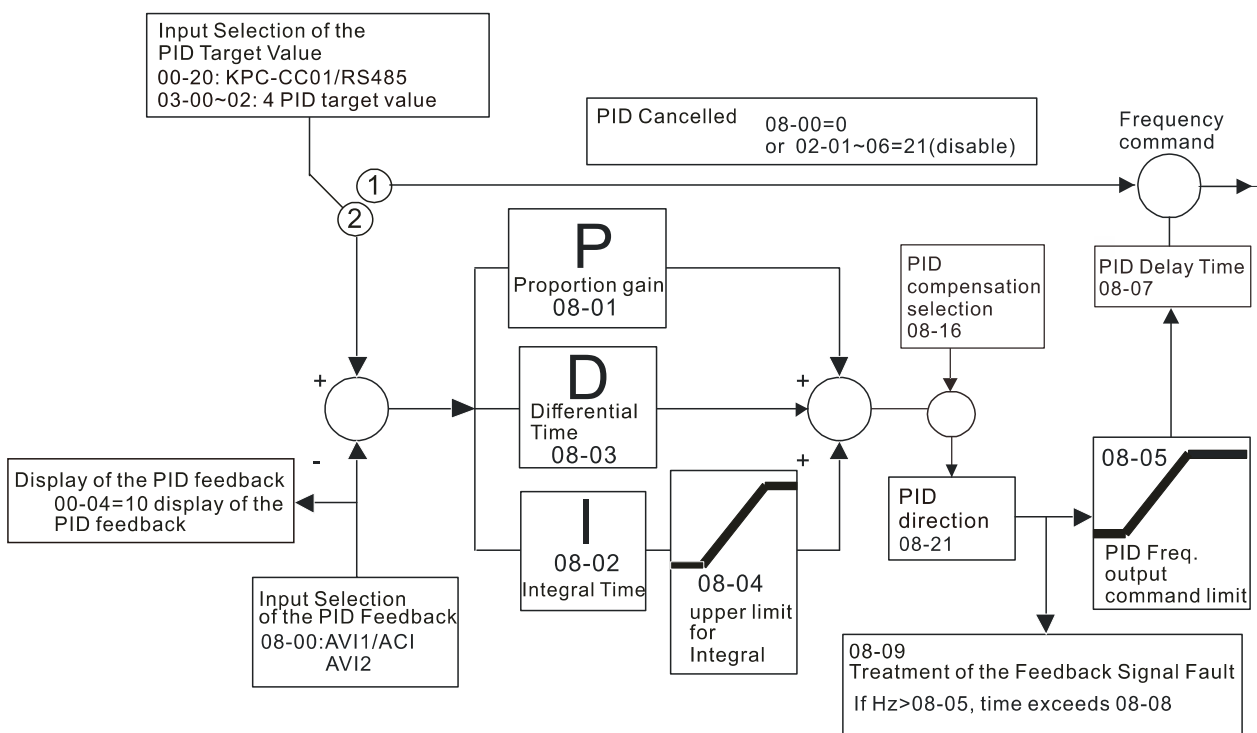 Input Selection of the
PID Target Value
00-20: KPC-CC01/RS485
03-00~02: 4 PID target value
PID Cancelled
08-00=0
or 02-01~06=21(disable)
Frequency
command
1
2
P
Proportion gain
08-01
PID
compensation
selection
08-16
PID Delay Time
08-07
+
-
D
Differential
Time
08-03
+
+
Display of the PID feedback
00-04=10 display of the
PID feedback
I
08-02
Integral Time
08-04
upper limit
for
Integral
PID
direction
08-21
08-05
PID Freq.
output
command limit
Input Selection
of the PID Feedback
08-00:AVI1/ACI
AVI2
08-09
Treatment of the Feedback Signal Fault
If Hz>08-05, time exceeds 08-08